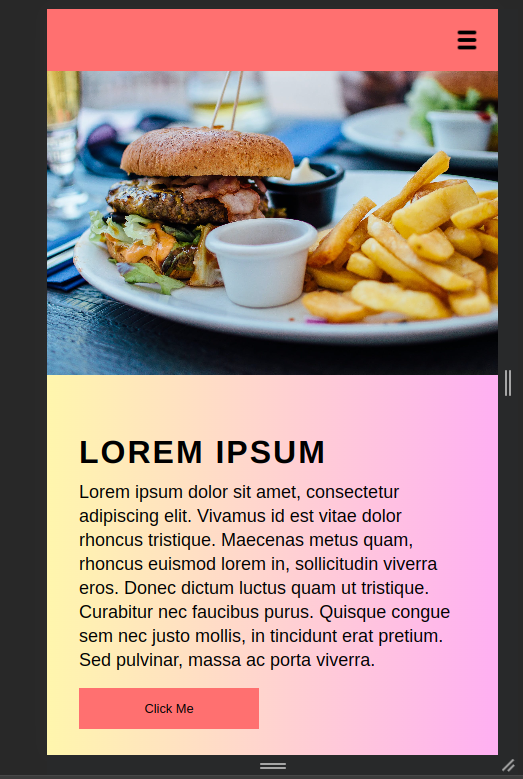 LOREM IPSUM
Lorem ipsum dolor sit amet, consectetur
adipiscing elit. Vivamus id est vitae dolor
rhoncus tristique. Maecenas metus quam,
rhoncus euismod lorem in, sollicitudin viverra
eros. Donec dictum luctus quam ut tristique.
Curabitur nec faucibus purus. Quisque congue
sem nec justo mollis, in tincidunt erat pretium.
Sed pulvinar, massa ac porta viverra.
Click Me